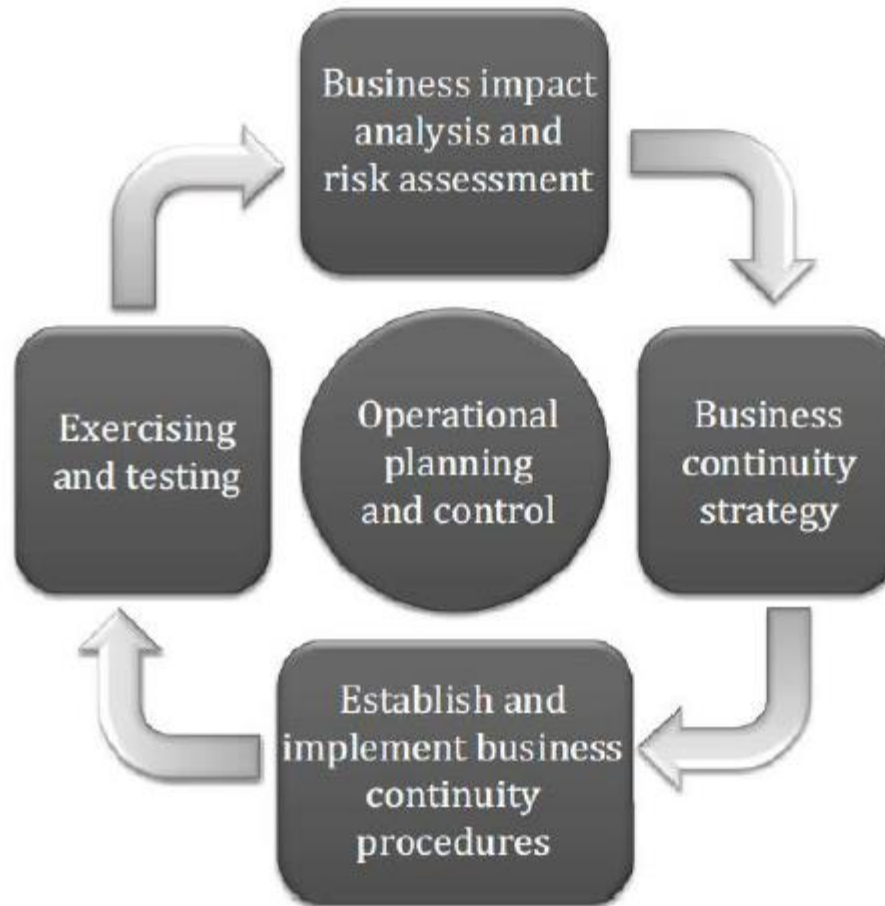 Business impact
analysis and
risk assessment
Exercising
and testing
Operational
planning
and control
Business
continuity
strategy
Establish and
implement business
continuity
procedures